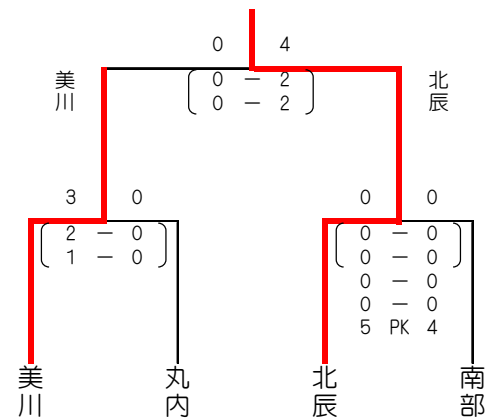 0 4
美川 0 － 2 北辰
0 － 2
3 0
2 － 0
1 － 0
0 0
0 － 0
0 － 0
0 － 0
0 － 0
5 PK 4
美川
丸内
北辰
南部